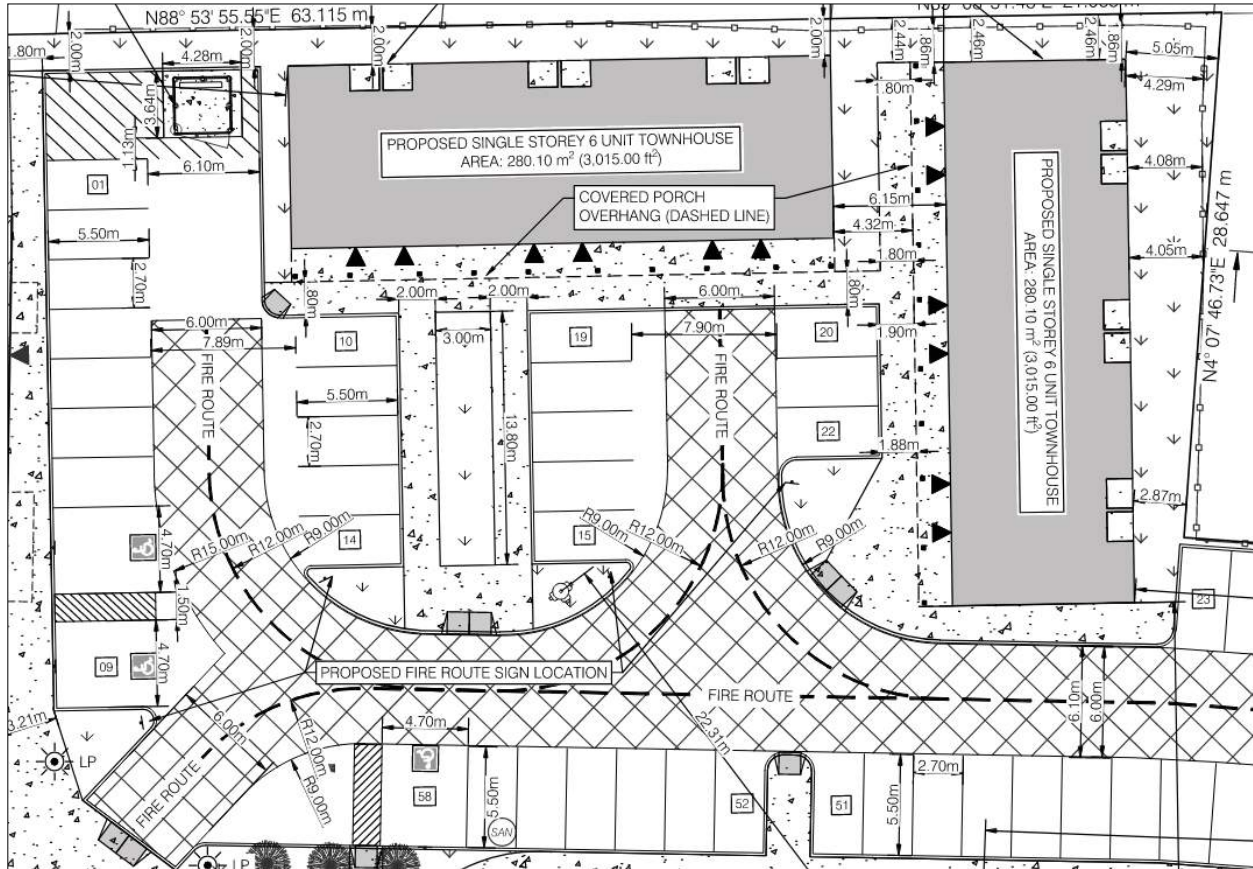 N88° 53' 55.55"E 63.115 m
1.80m
2.00m
4.28m
2.00m
2.00m
2.00m
2.44m
1.86m
2.46m
2.46m
1.86m
5.05m
4.29m
3.64m
1.13m
6.10m
1.80m
PROPOSED SINGLE STOREY 6 UNIT TOWNHOUSE
AREA: 280.10 m² (3,015.00 ft²)
PROPOSED SINGLE STOREY 6 UNIT TOWNHOUSE
AREA: 280.10 m² (3,015.00 ft²)
4.08m
01
COVERED PORCH
OVERHANG (DASHED LINE)
6.15m
4.32m
5.50m
2.70m
1.80m
4.05m
N4° 07' 46.73"E 28.647 m
1.80m
2.00m
2.00m
6.00m
1.80m
6.00m
7.89m
10
3.00m
19
7.90m
20
1.90m
FIRE ROUTE
FIRE ROUTE
5.50m
2.70m
13.80m
22
1.88m
2.87m
4.70m
R15.00m
R12.00m
R9.00m
14
15
R9.00m
R12.00m
R12.00m
R9.00m
1.50m
4.70m
23
09
PROPOSED FIRE ROUTE SIGN LOCATION
FIRE ROUTE
6.10m
6.00m
3.21m
6.00m
R12.00m
4.70m
22.31m
LP
FIRE ROUTE
R9.00m
58
5.50m
52
51
5.50m
2.70m
SAN
LP